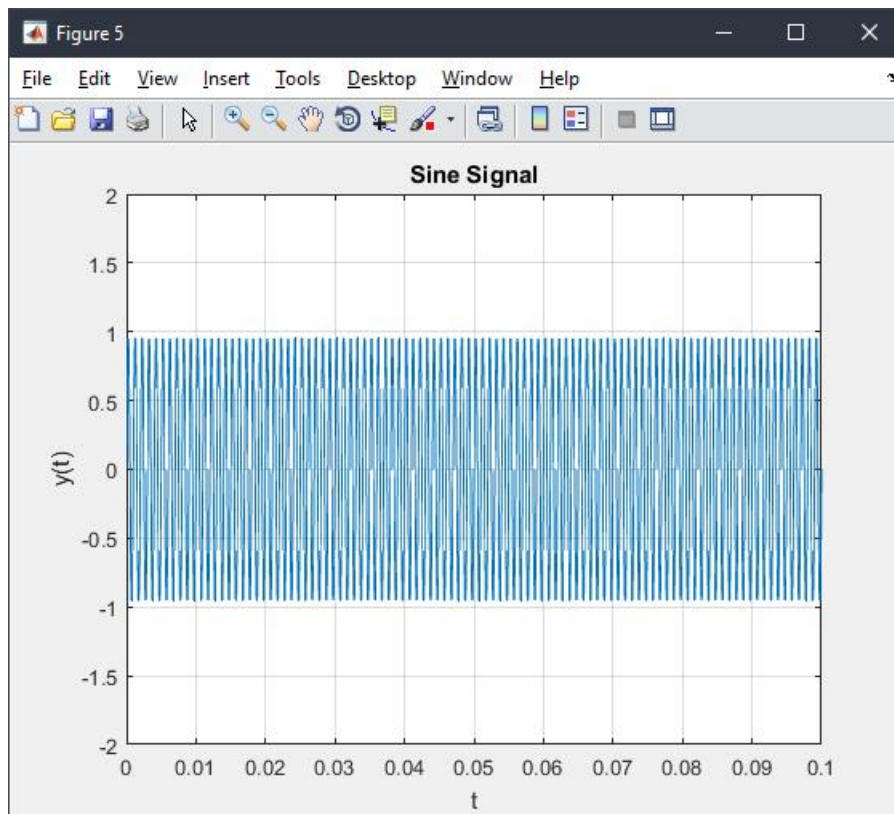 Figure 5
File Edit View Insert Tools Desktop Window Help
Sine Signal
2
1.5
1
0.5
0
-0.5
-1
-1.5
-2
y(t)
0 0.01 0.02 0.03 0.04 0.05 0.06 0.07 0.08 0.09 0.1
t